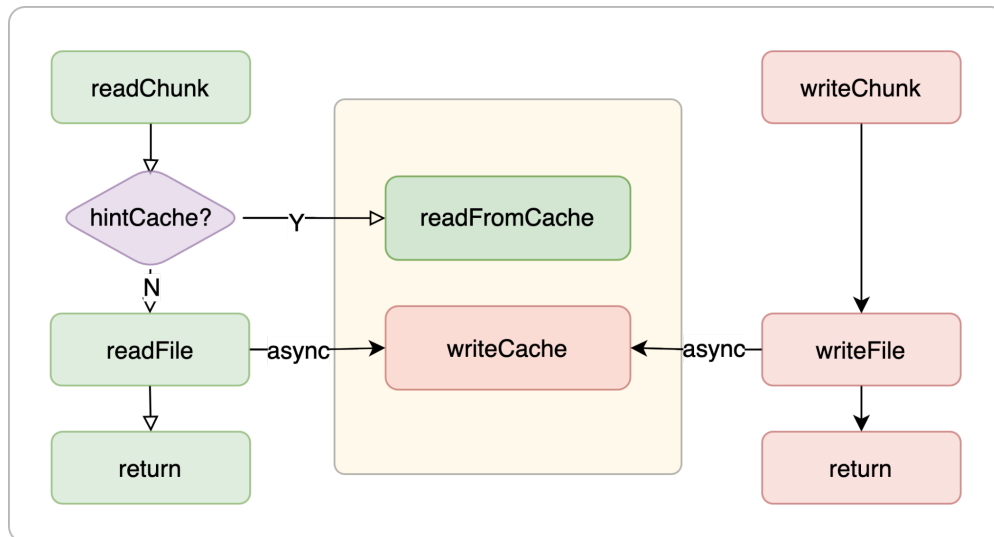 readChunk
writeChunk
hintCache?
Y
readFromCache
N
readFile
async
writeCache
async
writeFile
return
return